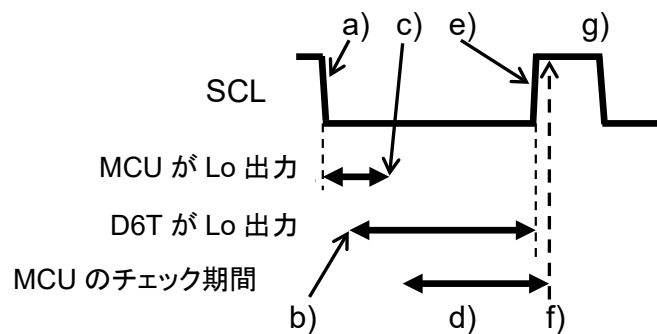 a) c) e) g)
SCL
MCU が Lo 出力
D6T が Lo 出力
MCU のチェック期間
b) d) f)